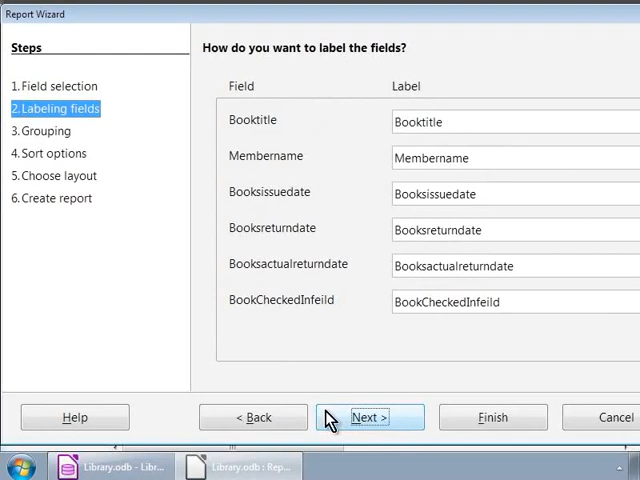 Report Wizard
Steps
How do you want to label the fields?
1. Field selection
Field
Label
2. Labeling fields
3. Grouping
4. Sort options
5. Choose layout
6. Create report
Booktitle
Booktitle
Membername
Membername
Booksissuedate
Booksissuedate
Booksreturndate
Booksreturndate
Booksactualreturndate
Booksactualreturndate
BookCheckedInfeild
BookCheckedInfeild
Help
< Back
Next >
Finish
Cancel
Library.odb - Libr...
Library.odb : Rep...